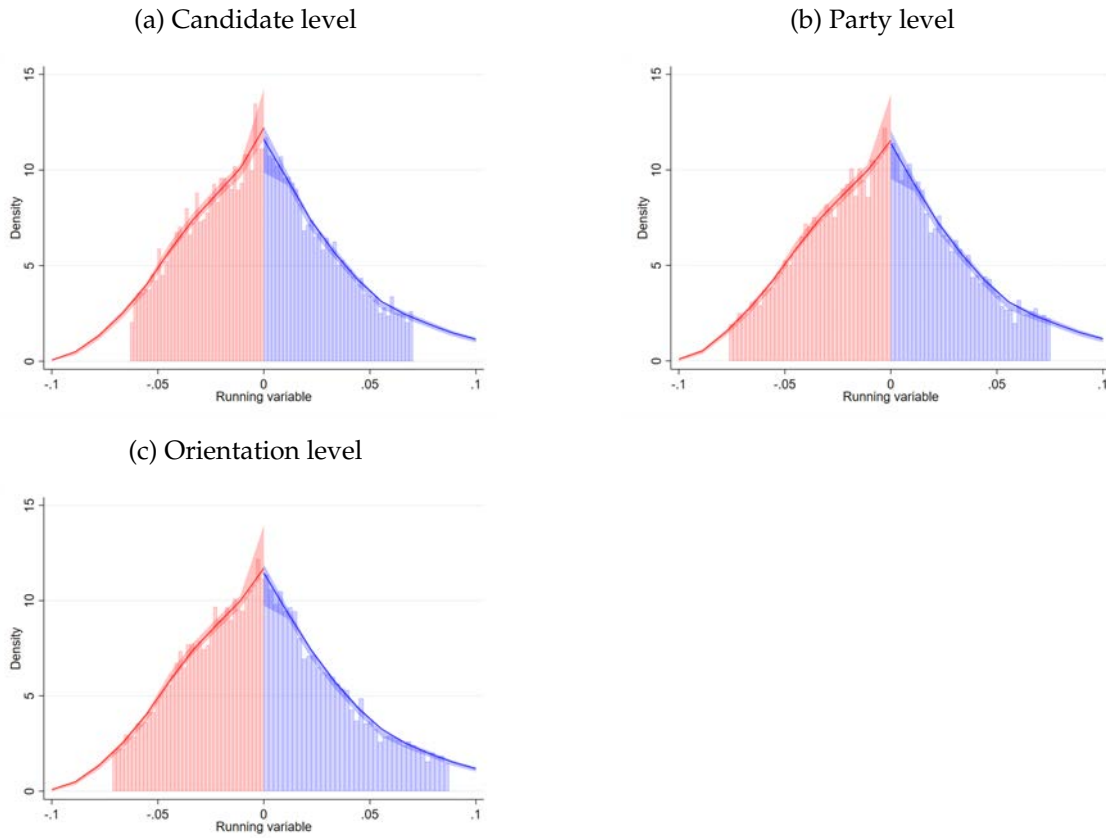 (a) Candidate level
15
10
5
0
Density
-.1 -.05 0 .05 .1
Running variable
(b) Party level
15
10
5
0
Density
-.1 -.05 0 .05 .1
Running variable
(c) Orientation level
15
10
5
0
Density
-.1 -.05 0 .05 .1
Running variable